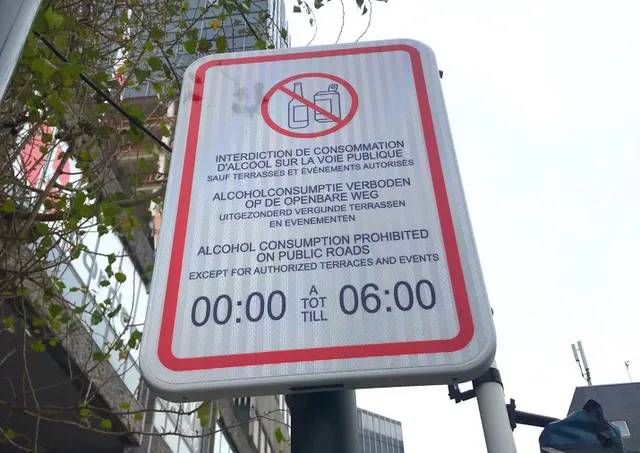 INTERDICTION DE CONSOMMATION
D'ALCOOL SUR LA VOIE PUBLIQUE
SAUF TERRASSES ET ÉVÉNEMENTS AUTORISÉS
ALCOHOLCONSUMPTIE VERBODEN
OP DE OPENBARE WEG
UITGEZONDERD VERGUNDE TERRASSEN
EN EVENEMENTEN
ALCOHOL CONSUMPTION PROHIBITED
ON PUBLIC ROADS
EXCEPT FOR AUTHORIZED TERRACES AND EVENTS
00:00 A TOT TILL 06:00